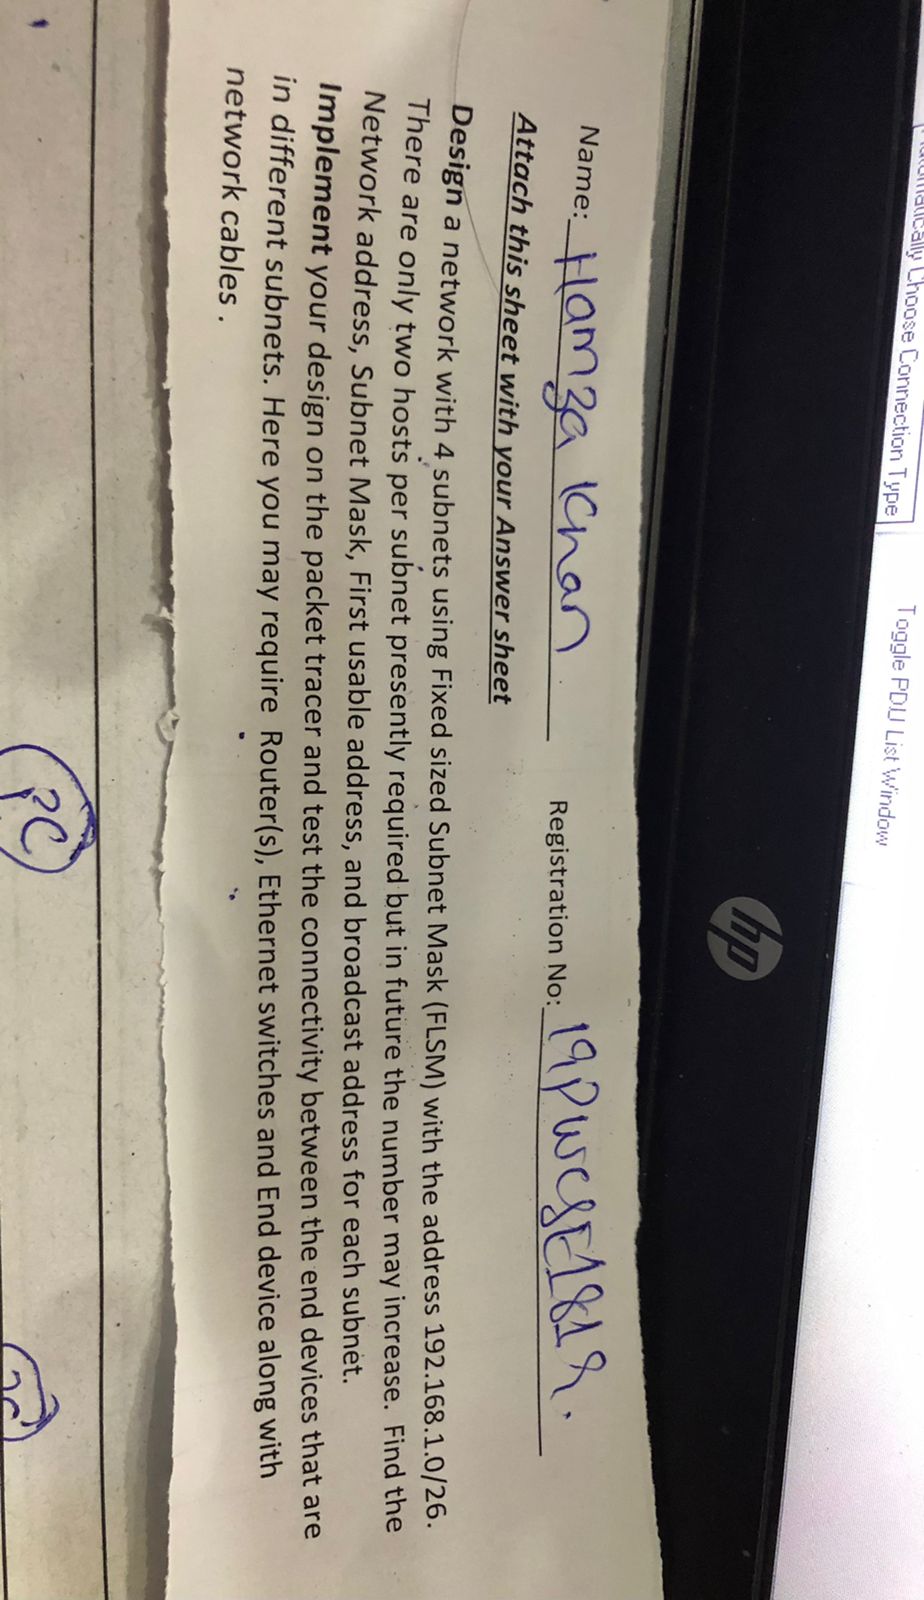 Automatically Choose Connection Type
Toggle PDU List Window
hp
Name: Hamza Khan
Registration No: 19PWCSE1818.
Attach this sheet with your Answer sheet
Design a network with 4 subnets using Fixed sized Subnet Mask (FLSM) with the address 192.168.1.0/26.
There are only two hosts per subnet presently required but in future the number may increase. Find the
Network address, Subnet Mask, First usable address, and broadcast address for each subnet.
Implement your design on the packet tracer and test the connectivity between the end devices that are
in different subnets. Here you may require Router(s), Ethernet switches and End device along with
network cables .
PC